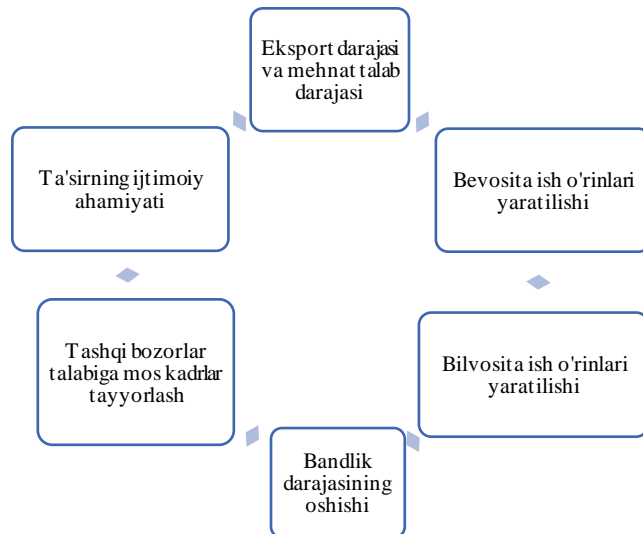 Eksport darajasi
va mehnat talab
darajasi
Ta'sirning ijtimoiy
ahamiyati
Bevosita ish o'rinlari
yaratilishi
Tashqi bozorlar
talabiga mos kadrlar
tayyorlash
Bilvosita ish o'rinlari
yaratilishi
Bandlik
darajasining
oshishi